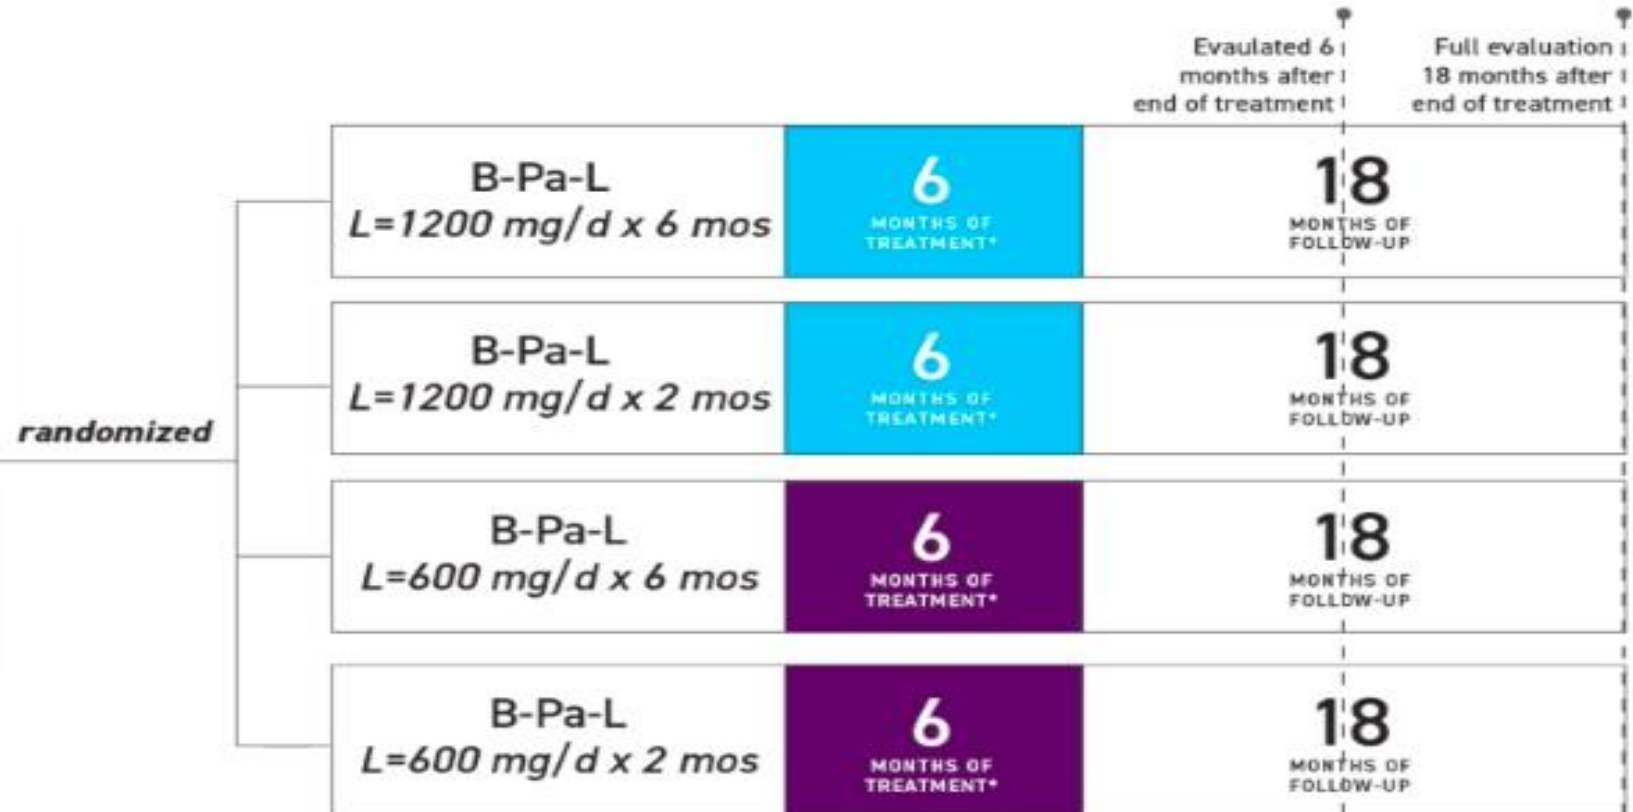 Evaulated 6
months after
end of treatment
Full evaluation
18 months after
end of treatment
B-Pa-L
L=1200 mg/d x 6 mos
6
MONTHS OF
TREATMENT*
18
MONTHS OF
FOLLOW-UP
B-Pa-L
L=1200 mg/d x 2 mos
6
MONTHS OF
TREATMENT*
18
MONTHS OF
FOLLOW-UP
randomized
B-Pa-L
L=600 mg/d x 6 mos
6
MONTHS OF
TREATMENT*
18
MONTHS OF
FOLLOW-UP
B-Pa-L
L=600 mg/d x 2 mos
6
MONTHS OF
TREATMENT*
18
MONTHS OF
FOLLOW-UP